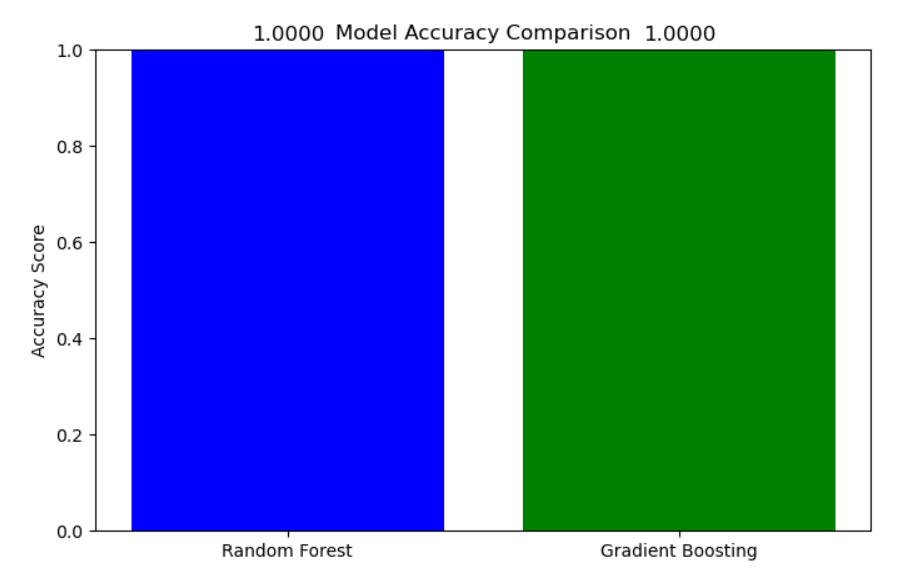 1.0000 Model Accuracy Comparison 1.0000
1.0
0.8
0.6
0.4
0.2
0.0
Accuracy Score
Random Forest Gradient Boosting